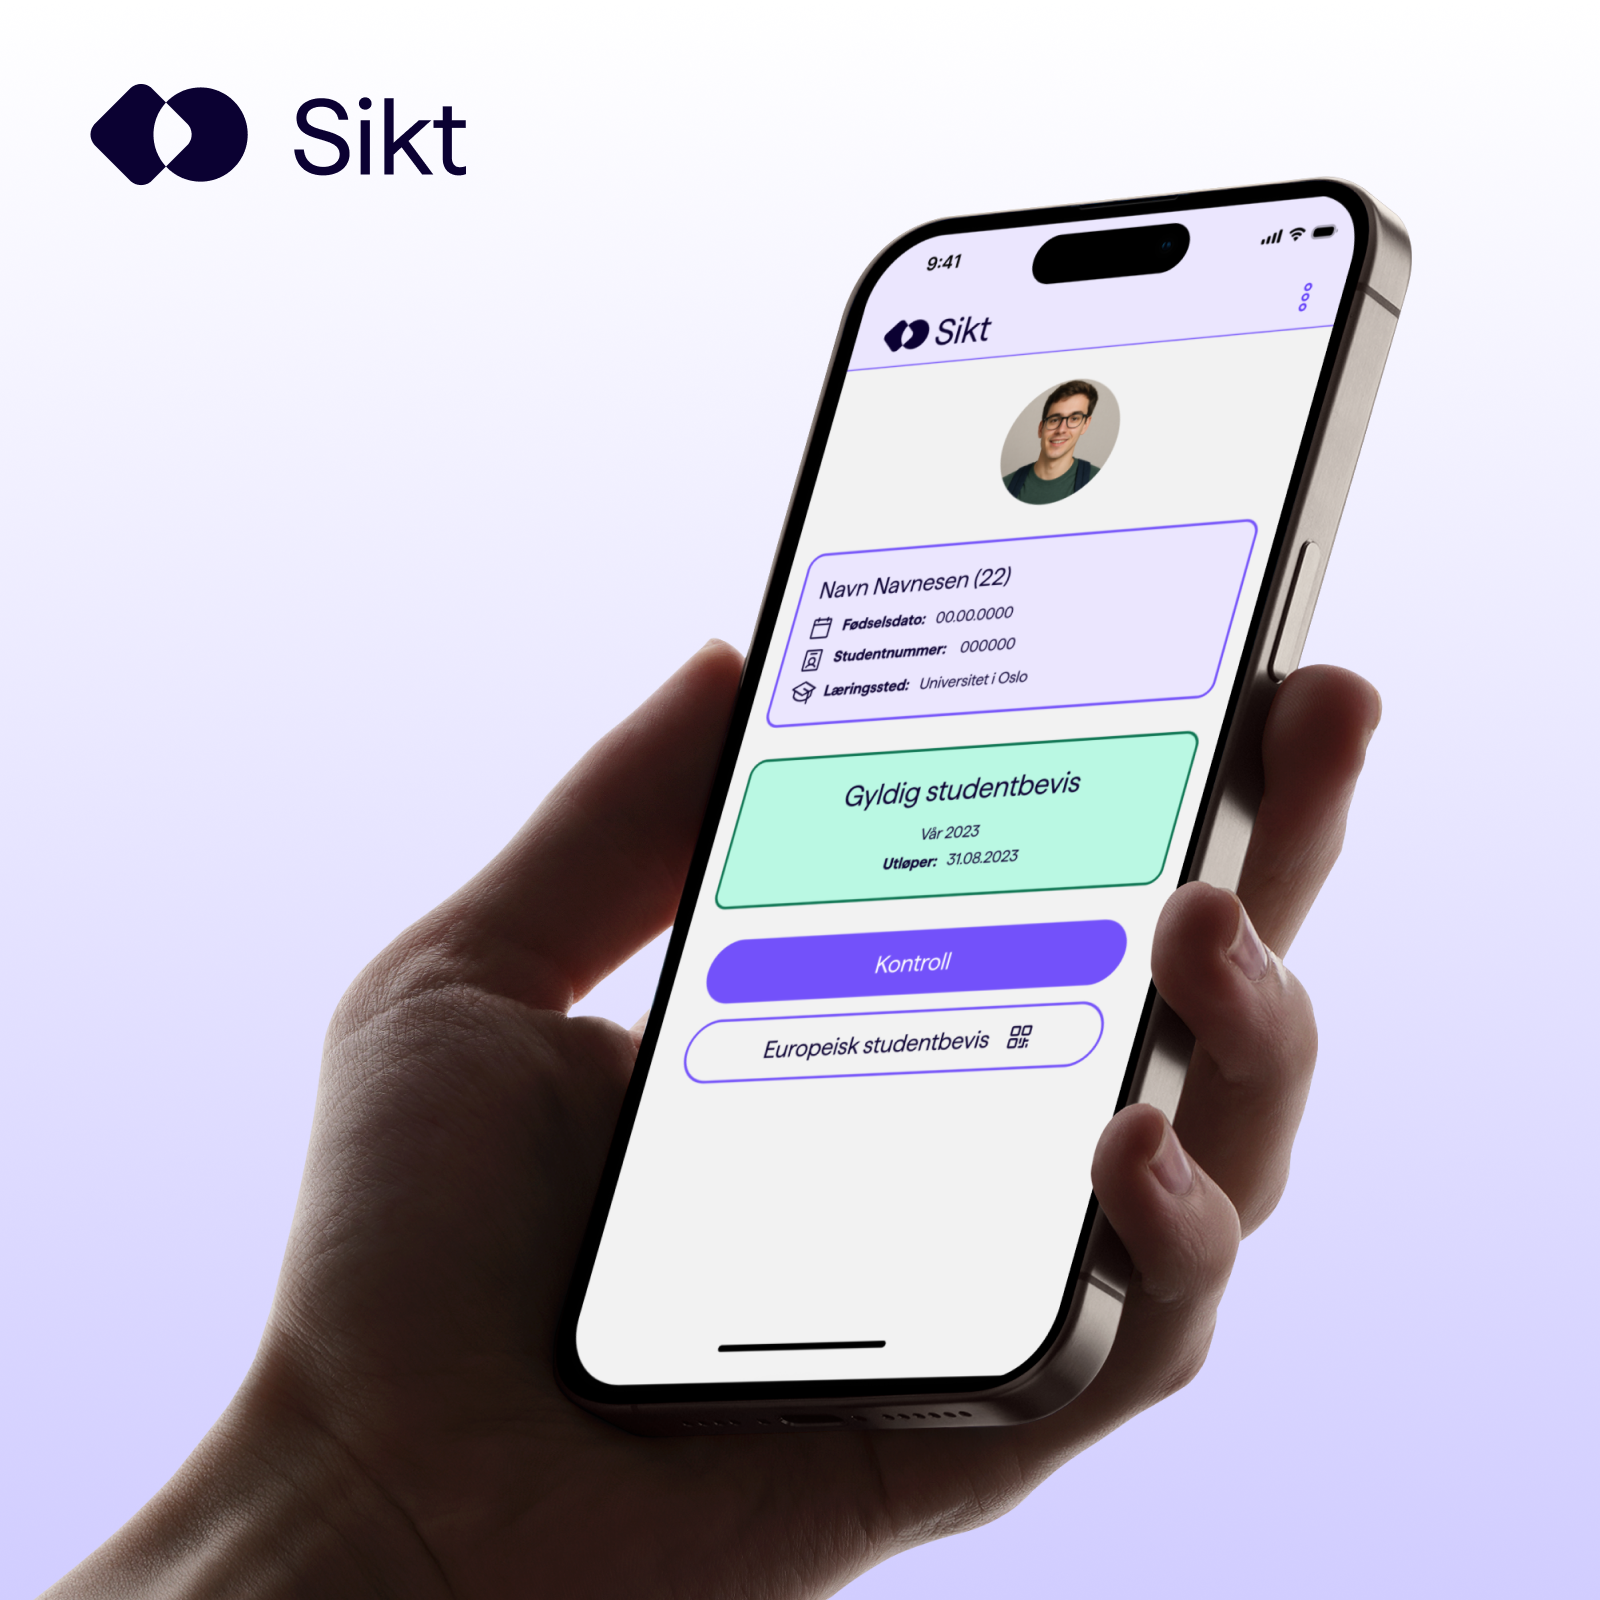 Sikt
9:41
Sikt
Navn Navnesen (22)
Fødselsdato: 00.00.0000
Studentnummer: 000000
Læringssted: Universitet i Oslo
Gyldig studentbevis
Vår 2023
Utløper: 31.08.2023
Kontroll
Europeisk studentbevis